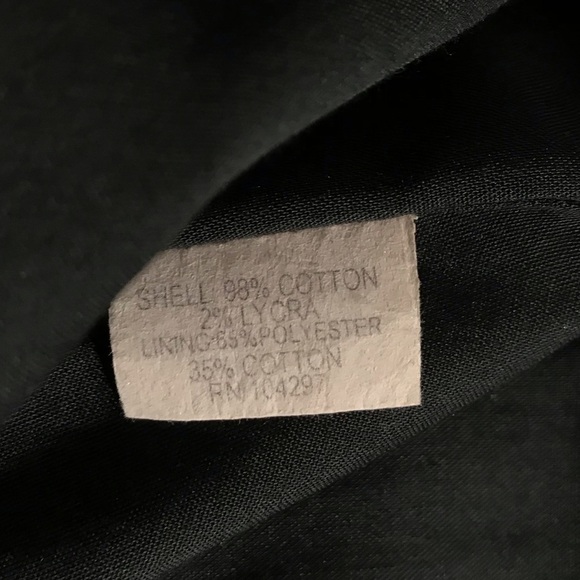 SHELL 98% COTTON
2% LYCRA
LINING-65% POLYESTER
35% COTTON
RN 104297